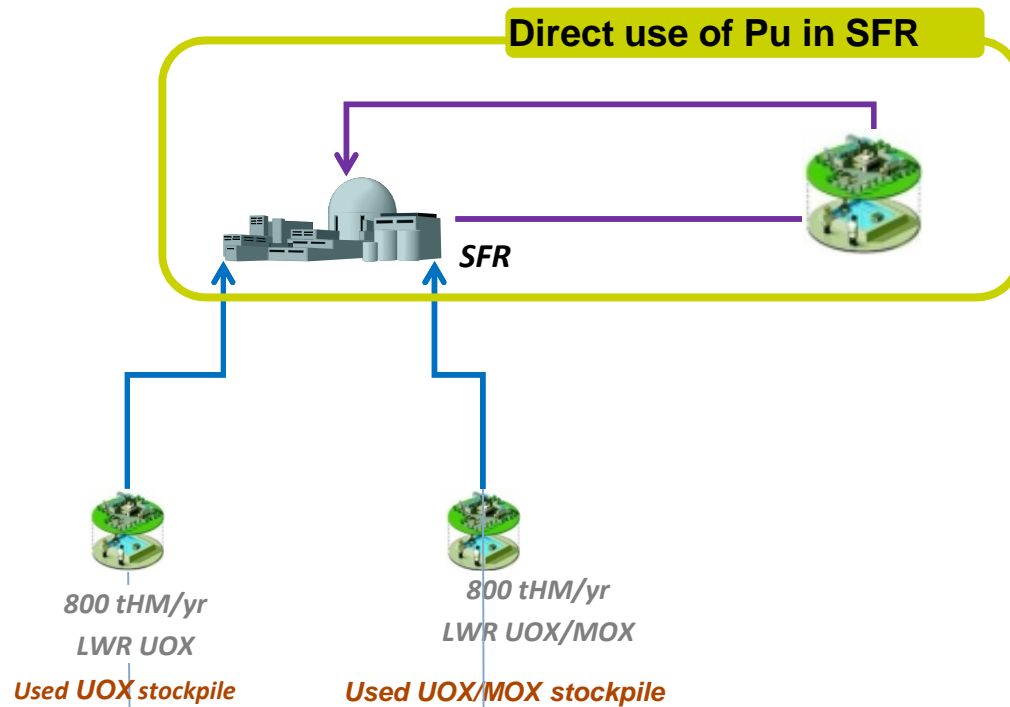 Direct use of Pu in SFR
SFR
800 tHM/yr
LWR UOX
Used UOX stockpile
800 tHM/yr
LWR UOX/MOX
Used UOX/MOX stockpile